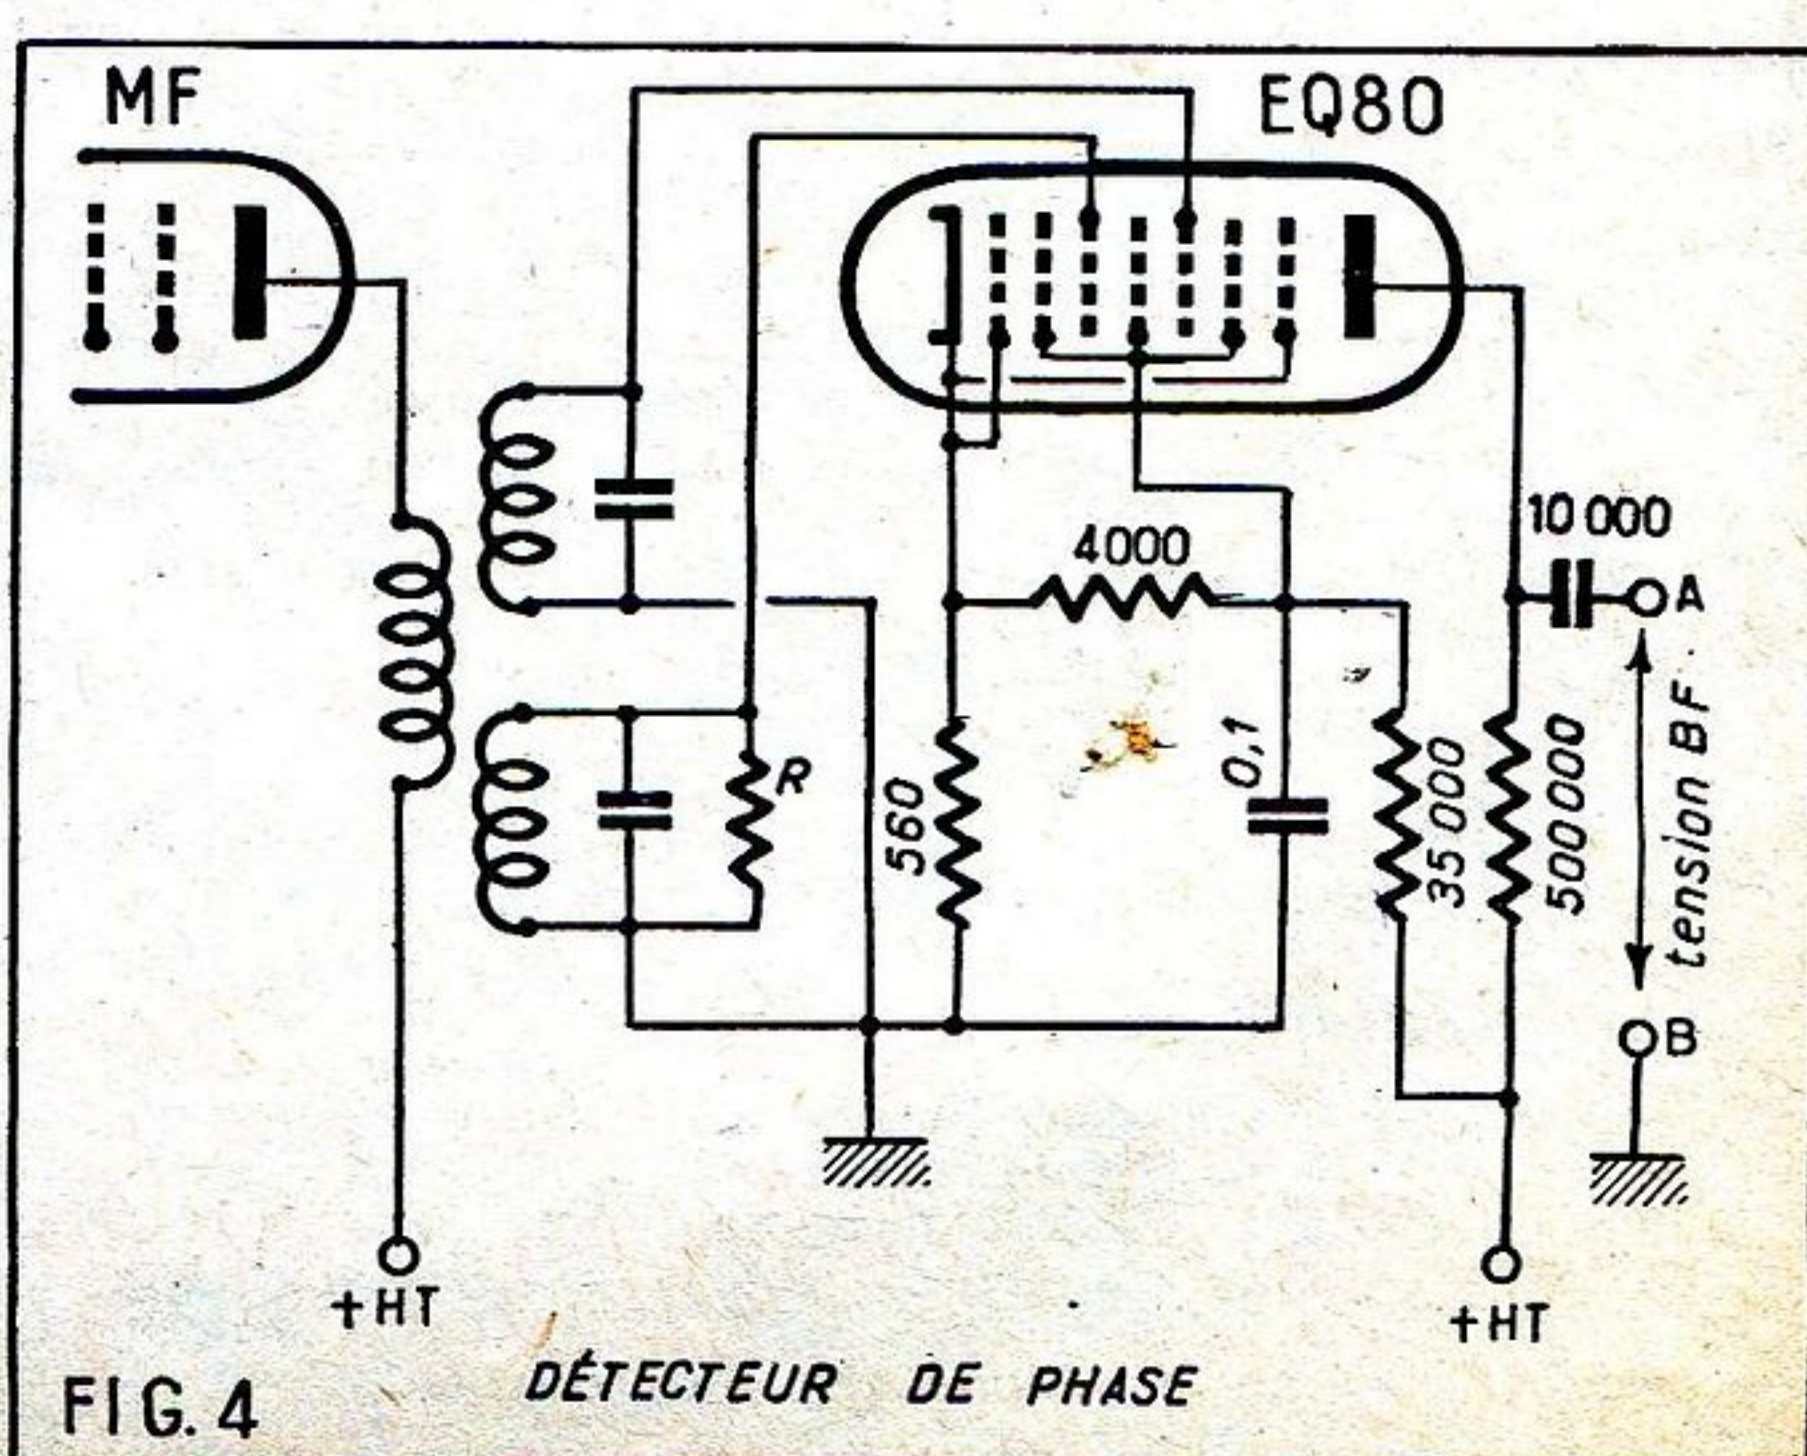 MF
EQ80
10 000
4000
A
R
560
0,1
35 000
500 000
tension BF
B
+HT
+HT
DÉTECTEUR DE PHASE
FIG. 4